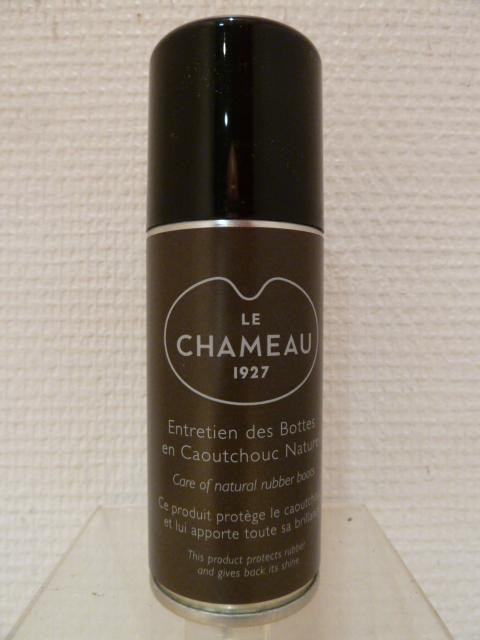 LE
CHAMEAU
1927
Entretien des Bottes
en Caoutchouc Nature
Care of natural rubber boots
Ce produit protège le caoutchou
et lui apporte toute sa brillan
This product protects rubber
and gives back its shine